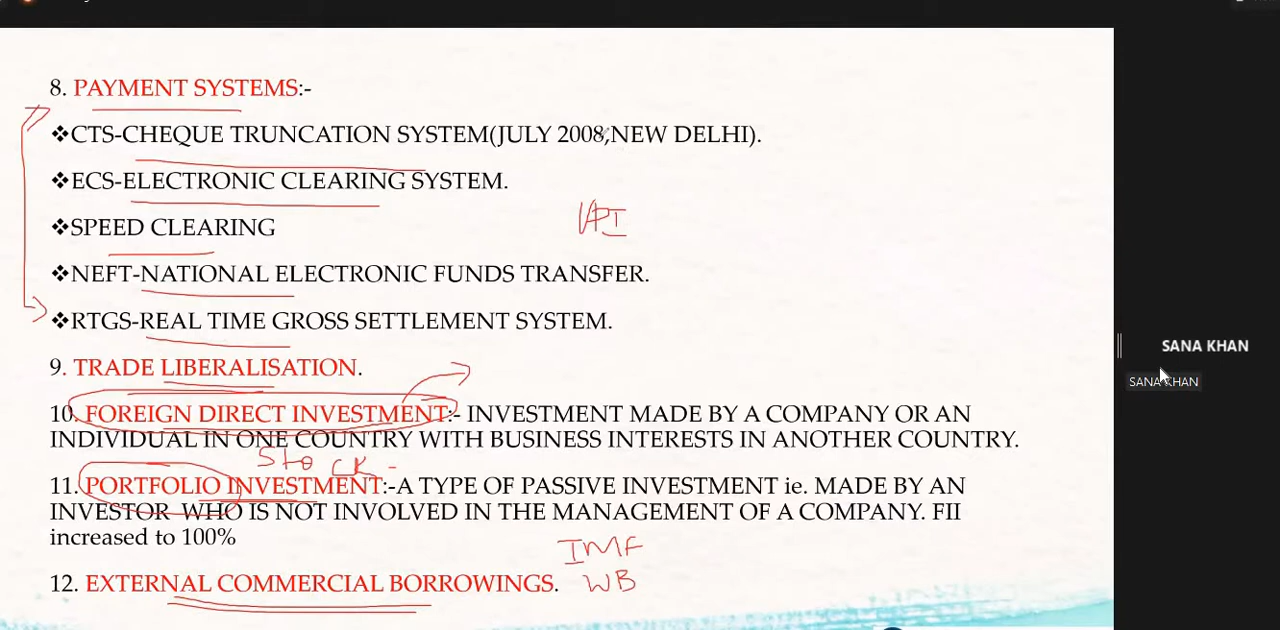 8. PAYMENT SYSTEMS:-
❖CTS-CHEQUE TRUNCATION SYSTEM(JULY 2008,NEW DELHI).
❖ECS-ELECTRONIC CLEARING SYSTEM.
UPI
❖SPEED CLEARING
❖NEFT-NATIONAL ELECTRONIC FUNDS TRANSFER.
❖RTGS-REAL TIME GROSS SETTLEMENT SYSTEM.
SANA KHAN
9. TRADE LIBERALISATION.
SANA KHAN
10. FOREIGN DIRECT INVESTMENT:- INVESTMENT MADE BY A COMPANY OR AN
INDIVIDUAL IN ONE COUNTRY WITH BUSINESS INTERESTS IN ANOTHER COUNTRY.
STOCK
11. PORTFOLIO INVESTMENT:-A TYPE OF PASSIVE INVESTMENT ie. MADE BY AN
INVESTOR WHO IS NOT INVOLVED IN THE MANAGEMENT OF A COMPANY. FII
increased to 100%
IMF
12. EXTERNAL COMMERCIAL BORROWINGS.
WB